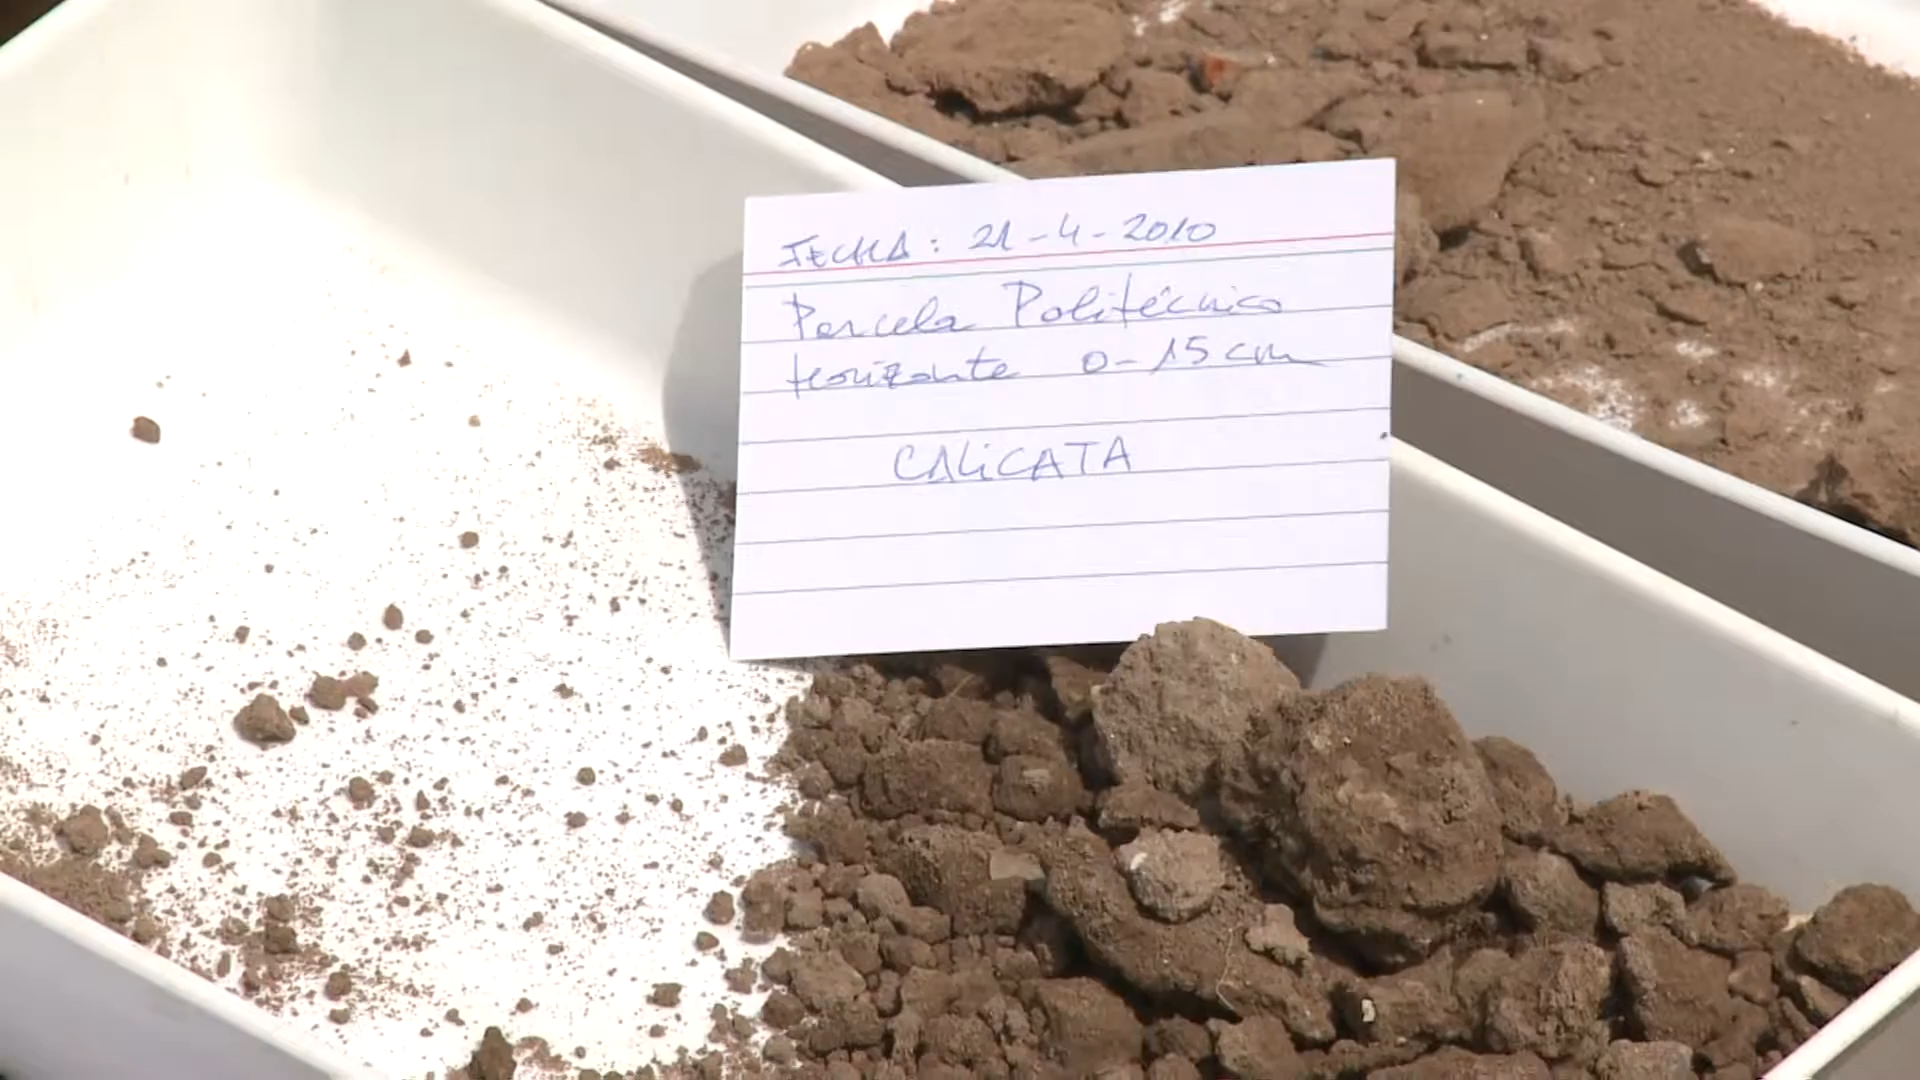 FECHA: 21-4-2010
Parcela Politécnico
Horizonte 0-15 cm
CALiCATA